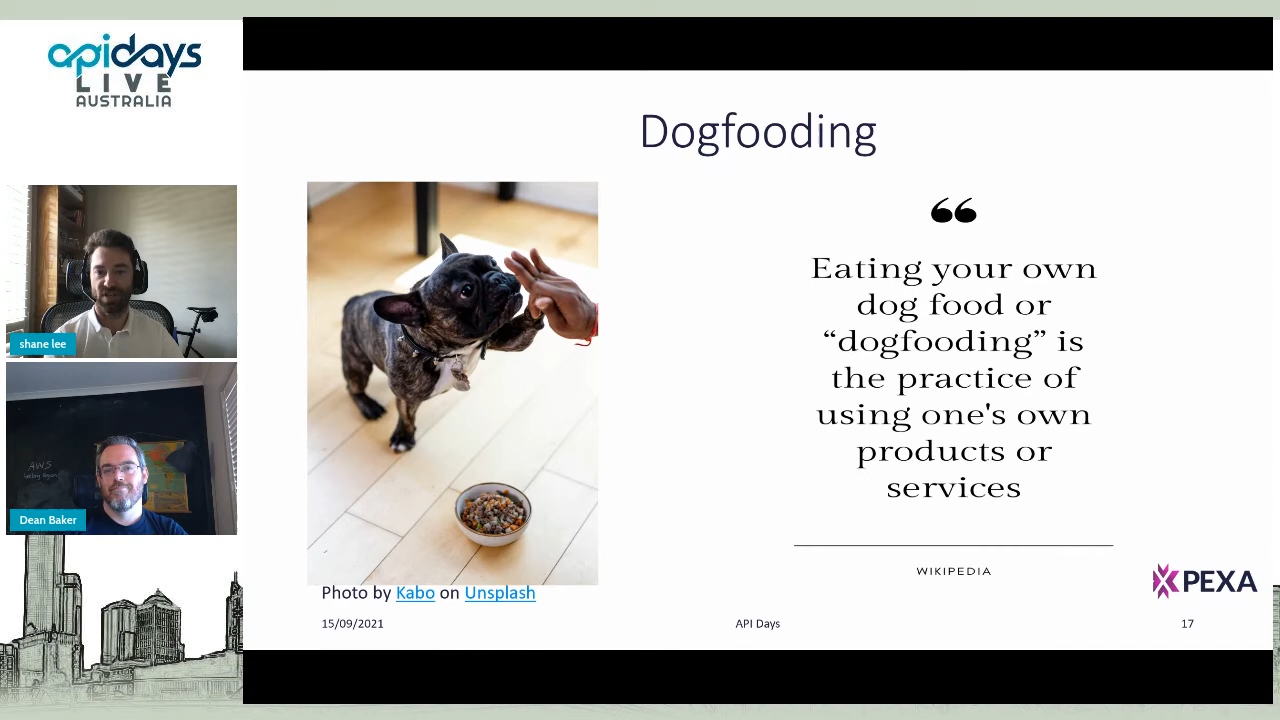 apidays
LIVE
AUSTRALIA
shane lee
AWS
Dean Baker
Dogfooding
“
Eating your own
dog food or
“dogfooding” is
the practice of
using one's own
products or
services
WIKIPEDIA
Photo by Kabo on Unsplash
PEXA
15/09/2021
API Days
17